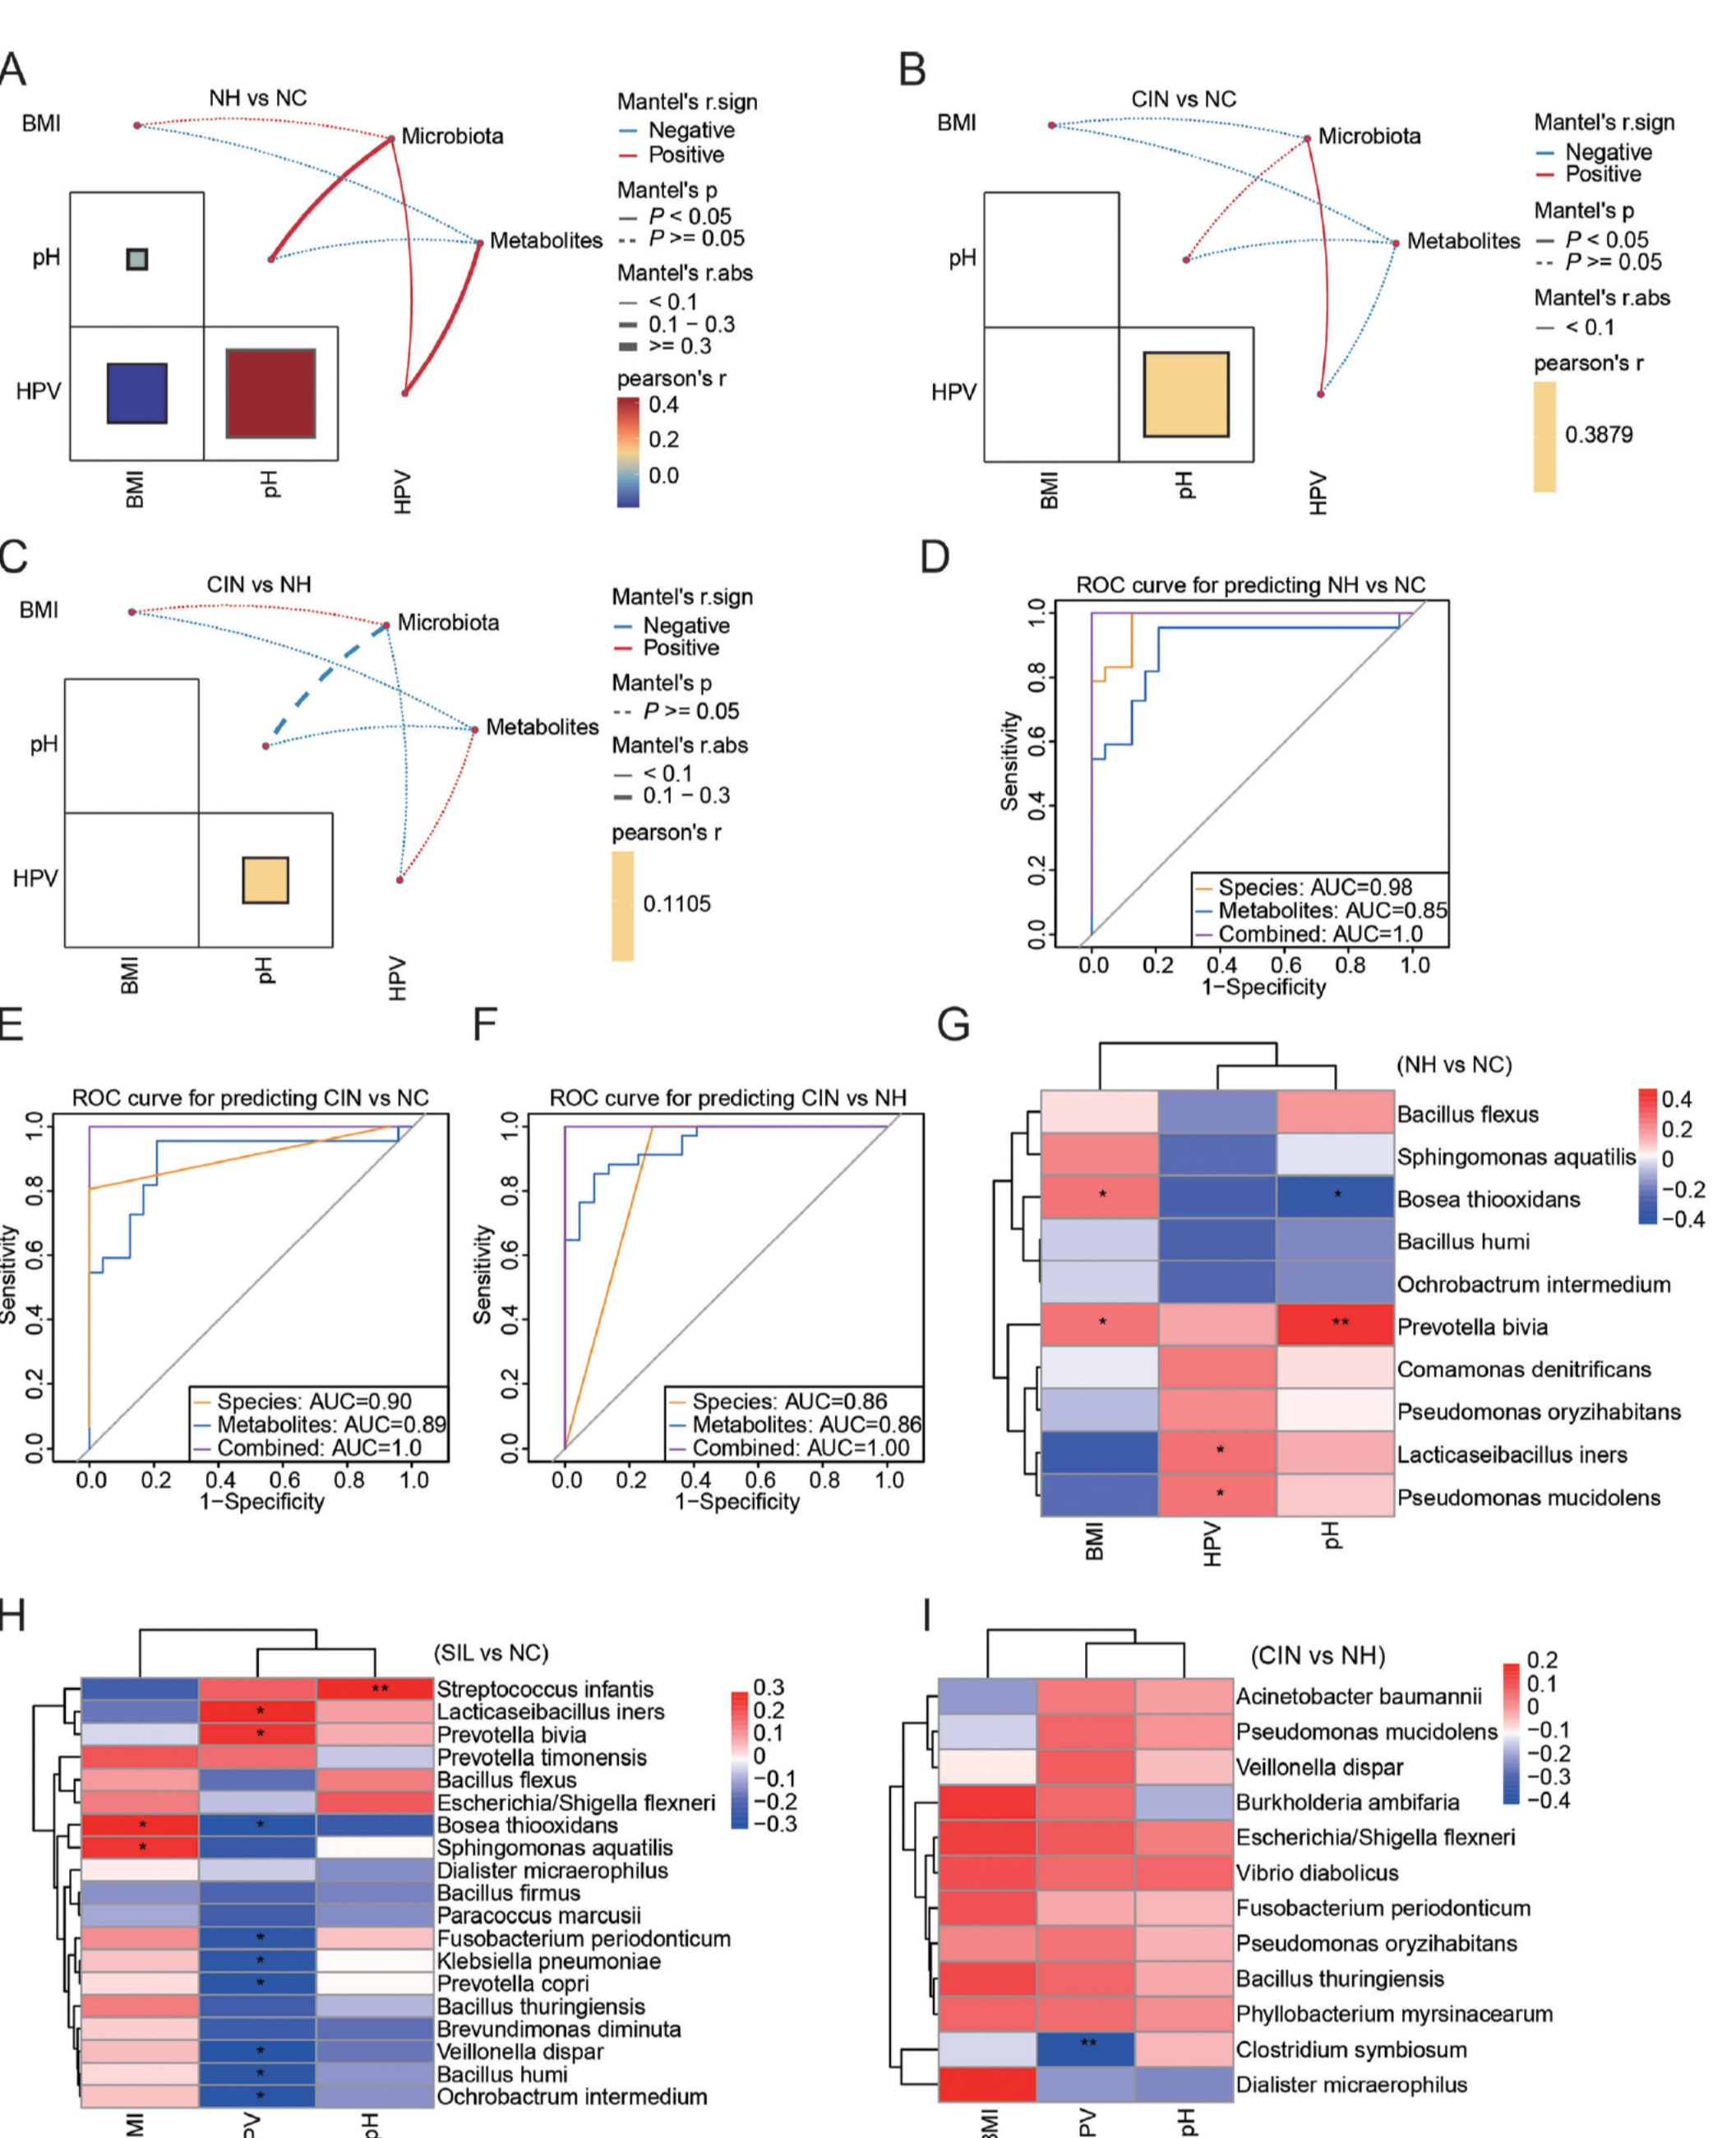 A
NH vs NC
BMI
Microbiota
Metabolites
pH
HPV
BMI
pH
HPV
Mantel's r.sign
Negative
Positive
Mantel's p
P < 0.05
P >= 0.05
Mantel's r.abs
< 0.1
0.1 − 0.3
>= 0.3
pearson's r
0.4
0.2
0.0
B
CIN vs NC
BMI
Microbiota
Metabolites
pH
HPV
BMI
pH
HPV
Mantel's r.sign
Negative
Positive
Mantel's p
P < 0.05
P >= 0.05
Mantel's r.abs
< 0.1
pearson's r
0.3879
C
CIN vs NH
BMI
Microbiota
Metabolites
pH
HPV
BMI
pH
HPV
Mantel's r.sign
Negative
Positive
Mantel's p
P >= 0.05
Mantel's r.abs
< 0.1
0.1 − 0.3
pearson's r
0.1105
D
ROC curve for predicting NH vs NC
Sensitivity
1.0
0.8
0.6
0.4
0.2
0.0
Species: AUC=0.98
Metabolites: AUC=0.85
Combined: AUC=1.0
0.0 0.2 0.4 0.6 0.8 1.0
1−Specificity
E
ROC curve for predicting CIN vs NC
Sensitivity
1.0
0.8
0.6
0.4
0.2
0.0
Species: AUC=0.90
Metabolites: AUC=0.89
Combined: AUC=1.0
0.0 0.2 0.4 0.6 0.8 1.0
1−Specificity
F
ROC curve for predicting CIN vs NH
Sensitivity
1.0
0.8
0.6
0.4
0.2
0.0
Species: AUC=0.86
Metabolites: AUC=0.86
Combined: AUC=1.00
0.0 0.2 0.4 0.6 0.8 1.0
1−Specificity
G
(NH vs NC)
Bacillus flexus
Sphingomonas aquatilis
* * Bosea thiooxidans
Bacillus humi
Ochrobactrum intermedium
* ** Prevotella bivia
Comamonas denitrificans
Pseudomonas oryzihabitans
* Lacticaseibacillus iners
* Pseudomonas mucidolens
BMI
HPV
pH
0.4
0.2
0
−0.2
−0.4
H
(SIL vs NC)
** Streptococcus infantis
* Lacticaseibacillus iners
* Prevotella bivia
Prevotella timonensis
Bacillus flexus
Escherichia/Shigella flexneri
* * Bosea thiooxidans
* Sphingomonas aquatilis
Dialister micraerophilus
Bacillus firmus
Paracoccus marcusii
* Fusobacterium periodonticum
* Klebsiella pneumoniae
* Prevotella copri
Bacillus thuringiensis
Brevundimonas diminuta
* Veillonella dispar
* Bacillus humi
* Ochrobactrum intermedium
MI
PV
pH
0.3
0.2
0.1
0
−0.1
−0.2
−0.3
I
(CIN vs NH)
Acinetobacter baumannii
Pseudomonas mucidolens
Veillonella dispar
Burkholderia ambifaria
Escherichia/Shigella flexneri
Vibrio diabolicus
Fusobacterium periodonticum
Pseudomonas oryzihabitans
Bacillus thuringiensis
Phyllobacterium myrsinacearum
** Clostridium symbiosum
Dialister micraerophilus
BMI
PV
pH
0.2
0.1
0
−0.1
−0.2
−0.3
−0.4